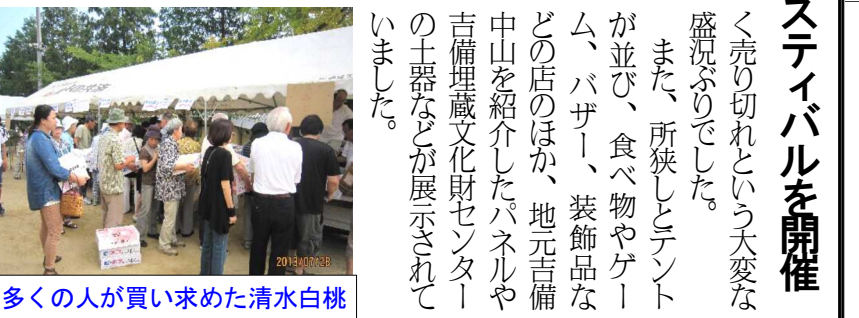 スティバルを開催
く売り切れという大変な
盛況ぶりでした。
また、所狭しとテント
が並び、食べ物やゲー
ム、バザー、装飾品な
どの店のほか、地元吉備
中山を紹介したパネルや
吉備埋蔵文化財センター
の土器などが展示されて
いました。
2013/07/28
多くの人が買い求めた清水白桃